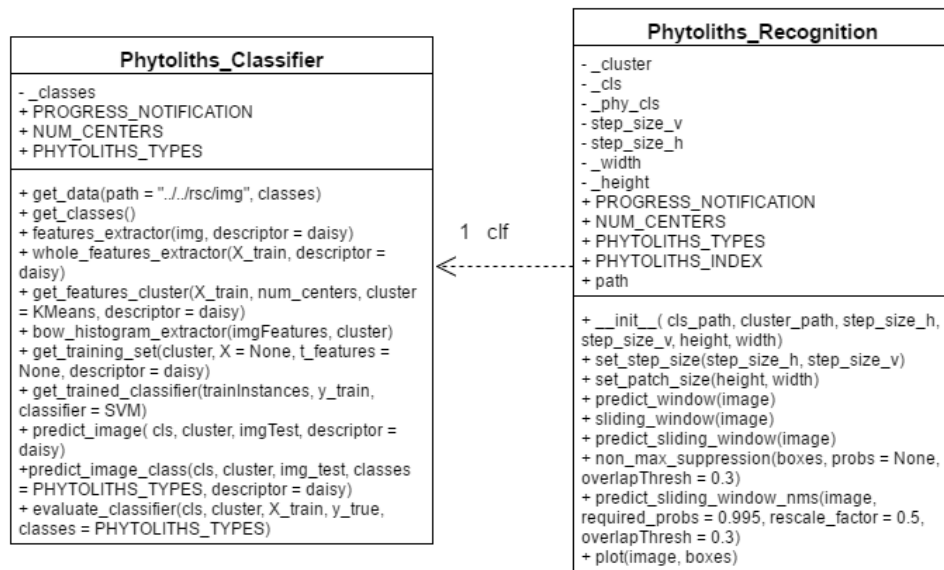 Phytoliths_Classifier
- _classes
+ PROGRESS_NOTIFICATION
+ NUM_CENTERS
+ PHYTOLITHS_TYPES
+ get_data(path = "../../rsc/img", classes)
+ get_classes()
+ features_extractor(img, descriptor = daisy)
+ whole_features_extractor(X_train, descriptor =
daisy)
+ get_features_cluster(X_train, num_centers, cluster
= KMeans, descriptor = daisy)
+ bow_histogram_extractor(imgFeatures, cluster)
+ get_training_set(cluster, X = None, t_features =
None, descriptor = daisy)
+ get_trained_classifier(trainInstances, y_train,
classifier = SVM)
+ predict_image( cls, cluster, imgTest, descriptor =
daisy)
+predict_image_class(cls, cluster, img_test, classes
= PHYTOLITHS_TYPES, descriptor = daisy)
+ evaluate_classifier(cls, cluster, X_train, y_true,
classes = PHYTOLITHS_TYPES)
1 clf
Phytoliths_Recognition
- _cluster
- _cls
- _phy_cls
- step_size_v
- step_size_h
- _width
- _height
+ PROGRESS_NOTIFICATION
+ NUM_CENTERS
+ PHYTOLITHS_TYPES
+ PHYTOLITHS_INDEX
+ path
+ __init__( cls_path, cluster_path, step_size_h,
step_size_v, height, width)
+ set_step_size(step_size_h, step_size_v)
+ set_patch_size(height, width)
+ predict_window(image)
+ sliding_window(image)
+ predict_sliding_window(image)
+ non_max_suppression(boxes, probs = None,
overlapThresh = 0.3)
+ predict_sliding_window_nms(image,
required_probs = 0.995, rescale_factor = 0.5,
overlapThresh = 0.3)
+ plot(image, boxes)